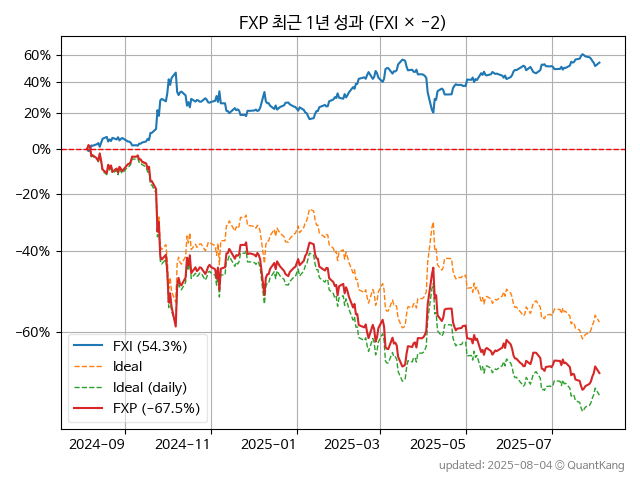 FXP 최근 1년 성과 (FXI × −2)
60%
40%
20%
0%
−20%
−40%
−60%
FXI (54.3%)
Ideal
Ideal (daily)
FXP (−67.5%)
2024-09
2024-11
2025-01
2025-03
2025-05
2025-07
updated: 2025-08-04 © QuantKang